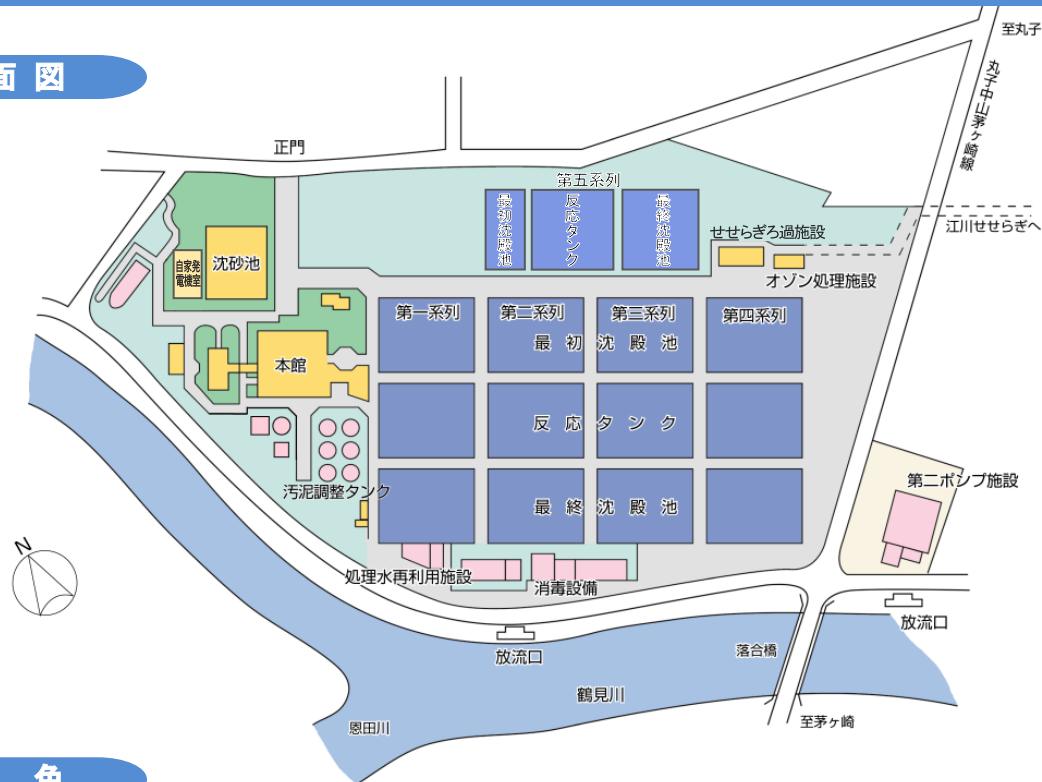 面 図
至丸子
丸子中山茅ヶ崎線
正門
第五系列
最初沈殿池
反応タンク
最終沈殿池
せせらぎろ過施設
江川せせらぎへ
自家発
電機室
沈砂池
オゾン処理施設
第一系列
第二系列
第三系列
第四系列
最 初 沈 殿 池
本館
反 応 タ ン ク
汚泥調整タンク
第二ポンプ施設
最 終 沈 殿 池
N
処理水再利用施設
消毒設備
放流口
放流口
落合橋
鶴見川
恩田川
至茅ヶ崎
色